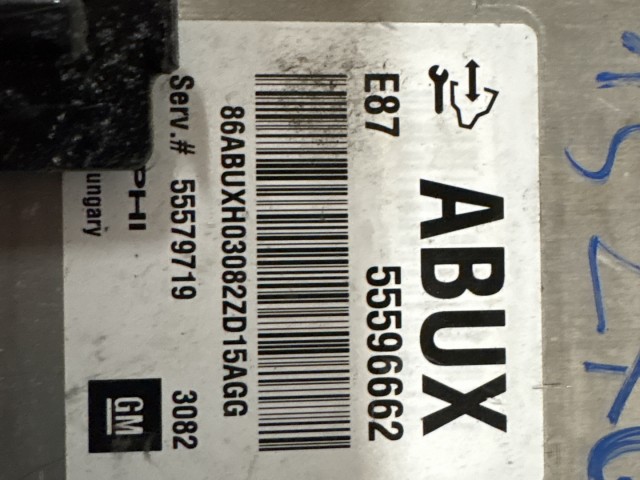 ABUX
E87 55596662
86ABUXH03082ZD15AGG
Serv.# 55579719 3082
PHI
ungary
GM